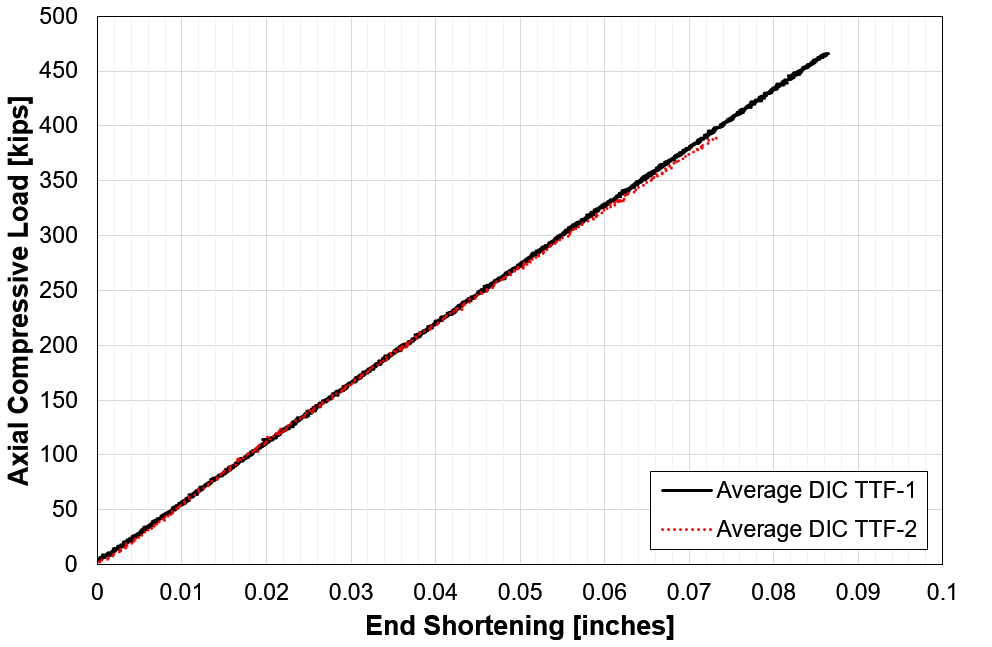 500
450
400
350
300
250
200
150
100
50
0
Axial Compressive Load [kips]
Average DIC TTF-1
Average DIC TTF-2
0 0.01 0.02 0.03 0.04 0.05 0.06 0.07 0.08 0.09 0.1
End Shortening [inches]